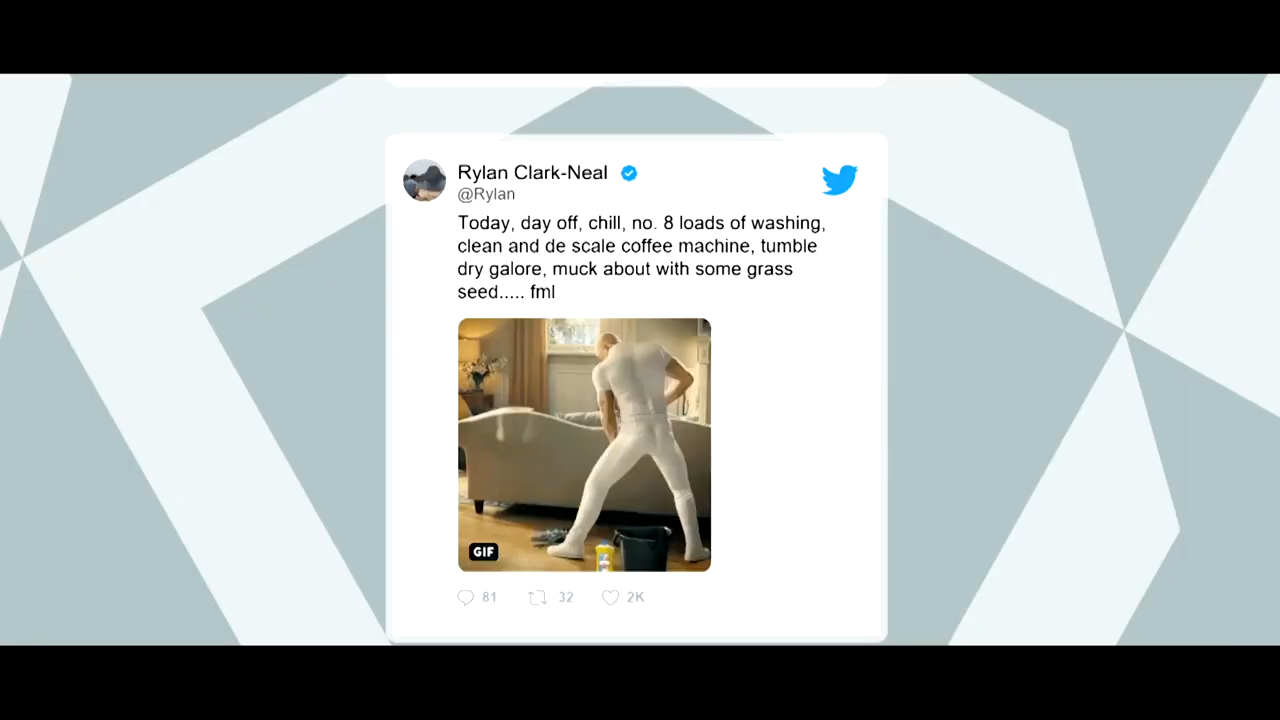 Rylan Clark-Neal
@Rylan
Today, day off, chill, no. 8 loads of washing,
clean and de scale coffee machine, tumble
dry galore, muck about with some grass
seed..... fml
GIF
81 32 2K